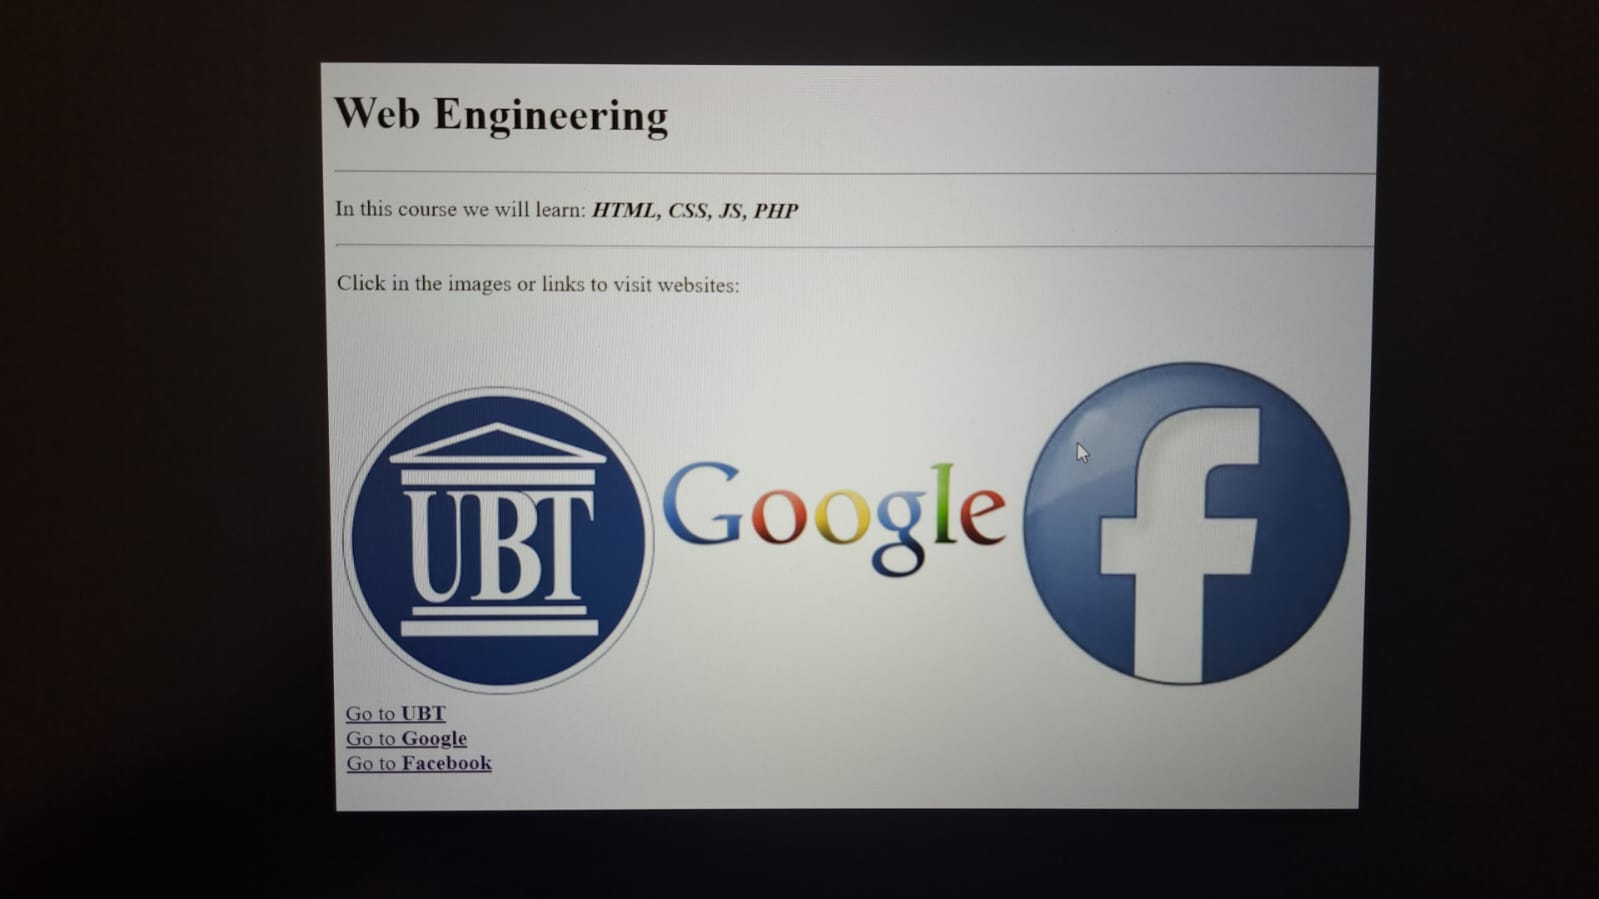 Web Engineering
In this course we will learn: HTML, CSS, JS, PHP
Click in the images or links to visit websites:
UBT
Google
f
Go to UBT
Go to Google
Go to Facebook